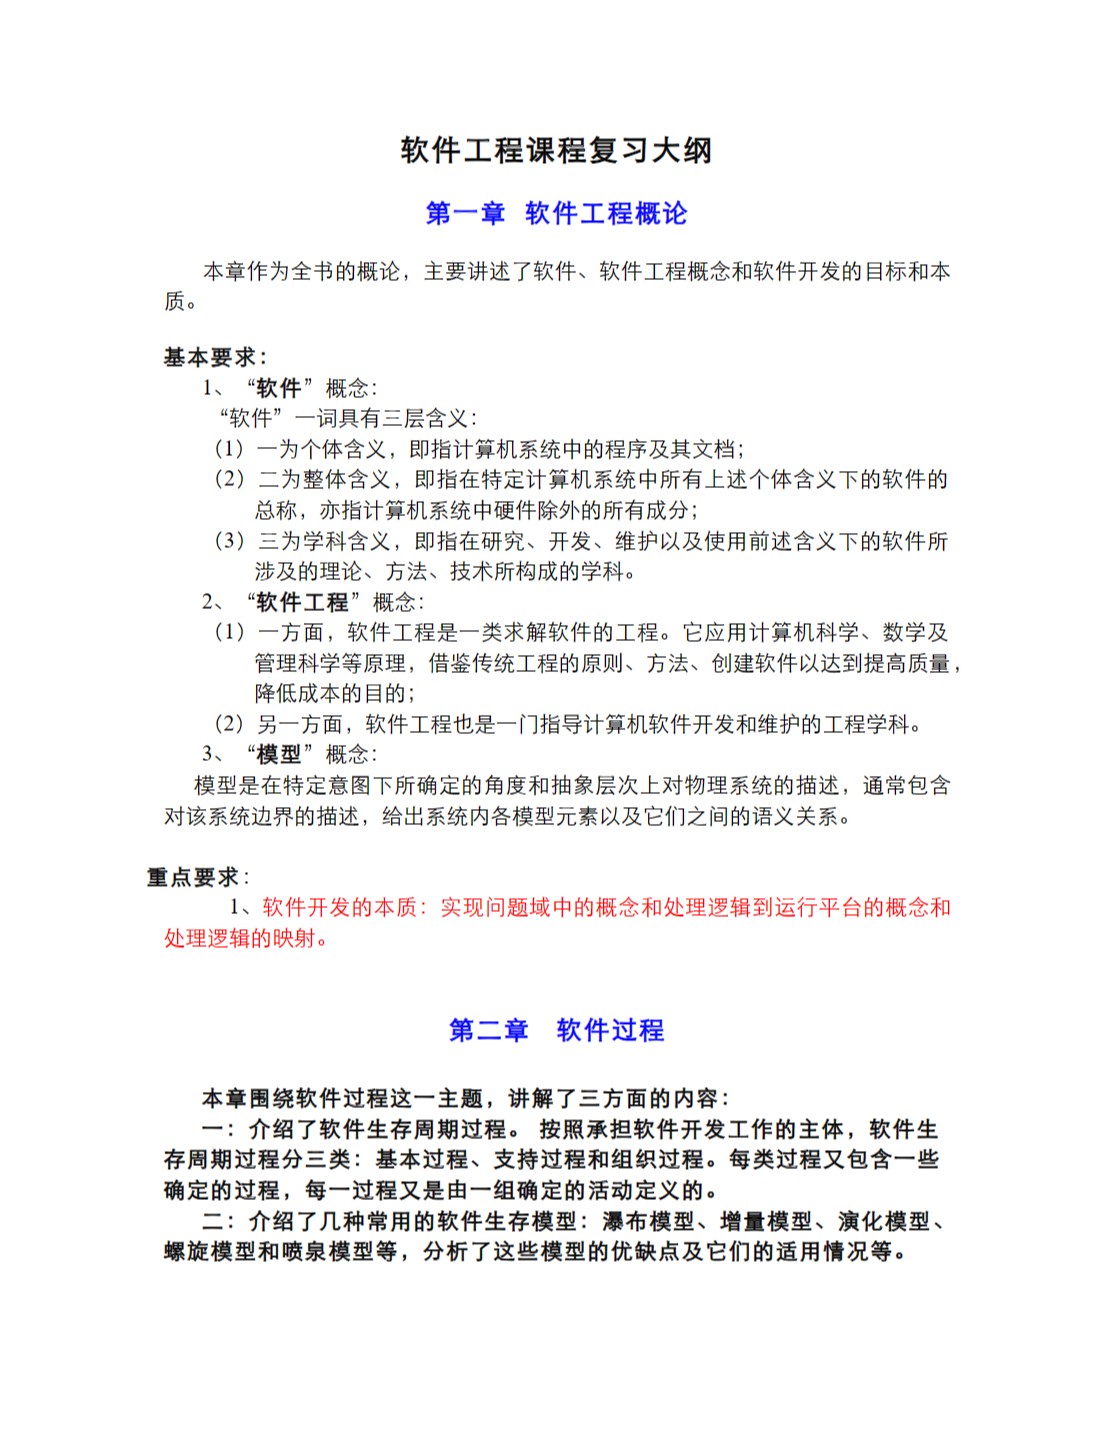 软件工程课程复习大纲
第一章 软件工程概论
本章作为全书的概论，主要讲述了软件、软件工程概念和软件开发的目标和本
质。
基本要求：
1、“软件”概念：
“软件”一词具有三层含义：
（1）一为个体含义，即指计算机系统中的程序及其文档；
（2）二为整体含义，即指在特定计算机系统中所有上述个体含义下的软件的
总称，亦指计算机系统中硬件除外的所有成分；
（3）三为学科含义，即指在研究、开发、维护以及使用前述含义下的软件所
涉及的理论、方法、技术所构成的学科。
2、“软件工程”概念：
（1）一方面，软件工程是一类求解软件的工程。它应用计算机科学、数学及
管理科学等原理，借鉴传统工程的原则、方法、创建软件以达到提高质量，
降低成本的目的；
（2）另一方面，软件工程也是一门指导计算机软件开发和维护的工程学科。
3、“模型”概念：
模型是在特定意图下所确定的角度和抽象层次上对物理系统的描述，通常包含
对该系统边界的描述，给出系统内各模型元素以及它们之间的语义关系。
重点要求：
1、软件开发的本质：实现问题域中的概念和处理逻辑到运行平台的概念和
处理逻辑的映射。
第二章 软件过程
本章围绕软件过程这一主题，讲解了三方面的内容：
一：介绍了软件生存周期过程。 按照承担软件开发工作的主体，软件生
存周期过程分三类：基本过程、支持过程和组织过程。每类过程又包含一些
确定的过程，每一过程又是由一组确定的活动定义的。
二：介绍了几种常用的软件生存模型：瀑布模型、增量模型、演化模型、
螺旋模型和喷泉模型等，分析了这些模型的优缺点及它们的适用情况等。